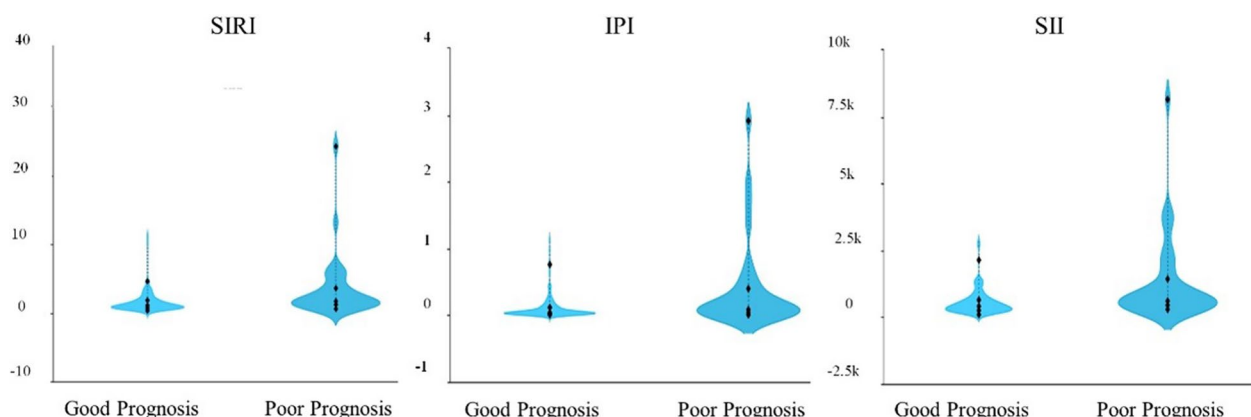 SIRI
40
30
20
10
0
-10
Good Prognosis Poor Prognosis
IPI
4
3
2
1
0
-1
Good Prognosis Poor Prognosis
SII
10k
7.5k
5k
2.5k
0
-2.5k
Good Prognosis Poor Prognosis